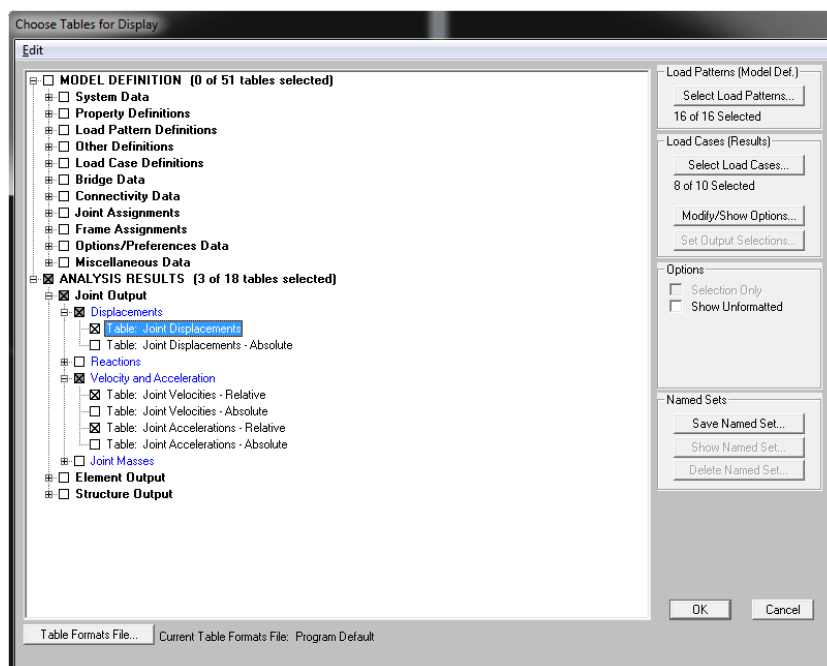 Choose Tables for Display
Edit
MODEL DEFINITION (0 of 51 tables selected)
System Data
Property Definitions
Load Pattern Definitions
Other Definitions
Load Case Definitions
Bridge Data
Connectivity Data
Joint Assignments
Frame Assignments
Options/Preferences Data
Miscellaneous Data
ANALYSIS RESULTS (3 of 18 tables selected)
Joint Output
Displacements
Table: Joint Displacements
Table: Joint Displacements - Absolute
Reactions
Velocity and Acceleration
Table: Joint Velocities - Relative
Table: Joint Velocities - Absolute
Table: Joint Accelerations - Relative
Table: Joint Accelerations - Absolute
Joint Masses
Element Output
Structure Output
Load Patterns (Model Def.)
Select Load Patterns...
16 of 16 Selected
Load Cases (Results)
Select Load Cases...
8 of 10 Selected
Modify/Show Options...
Set Output Selections...
Options
Selection Only
Show Unformatted
Named Sets
Save Named Set...
Show Named Set...
Delete Named Set...
OK
Cancel
Table Formats File...
Current Table Formats File: Program Default